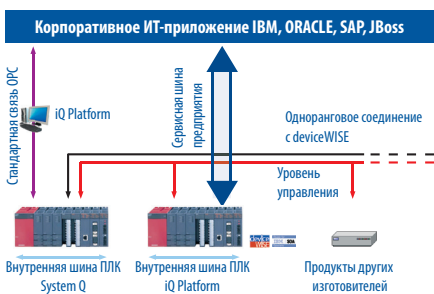 Корпоративное ИТ-приложение IBM, ORACLE, SAP, JBoss
Стандартная связь OPC
iQ Platform
Сервисная шина
предприятия
Одноранговое соединение
с deviceWISE
Уровень
управления
Внутренняя шина ПЛК
System Q
Внутренняя шина ПЛК
iQ Platform
Продукты других
изготовителей